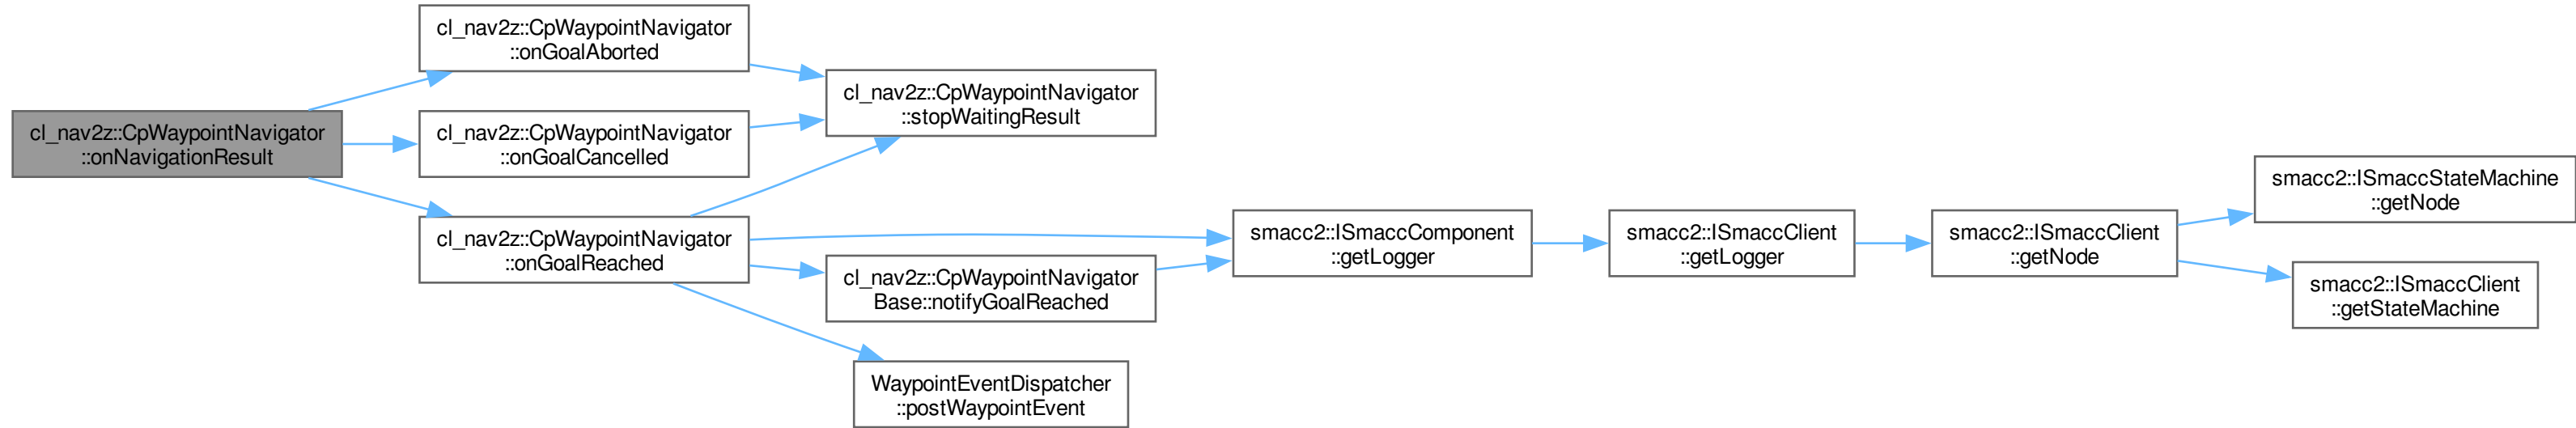 cl_nav2z::CpWaypointNavigator
::onNavigationResult
cl_nav2z::CpWaypointNavigator
::onGoalAborted
cl_nav2z::CpWaypointNavigator
::onGoalCancelled
cl_nav2z::CpWaypointNavigator
::onGoalReached
cl_nav2z::CpWaypointNavigator
::stopWaitingResult
cl_nav2z::CpWaypointNavigator
Base::notifyGoalReached
WaypointEventDispatcher
::postWaypointEvent
smacc2::ISmaccComponent
::getLogger
smacc2::ISmaccClient
::getLogger
smacc2::ISmaccClient
::getNode
smacc2::ISmaccStateMachine
::getNode
smacc2::ISmaccClient
::getStateMachine